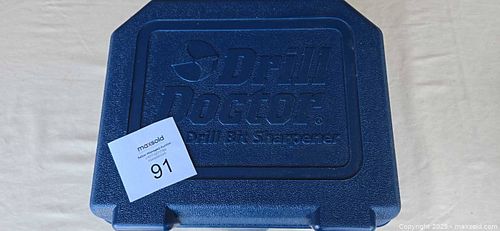 Drill
Doctor®
Drill Bit Sharpener
maxsold
91
Copyright 2025 - maxsold.com